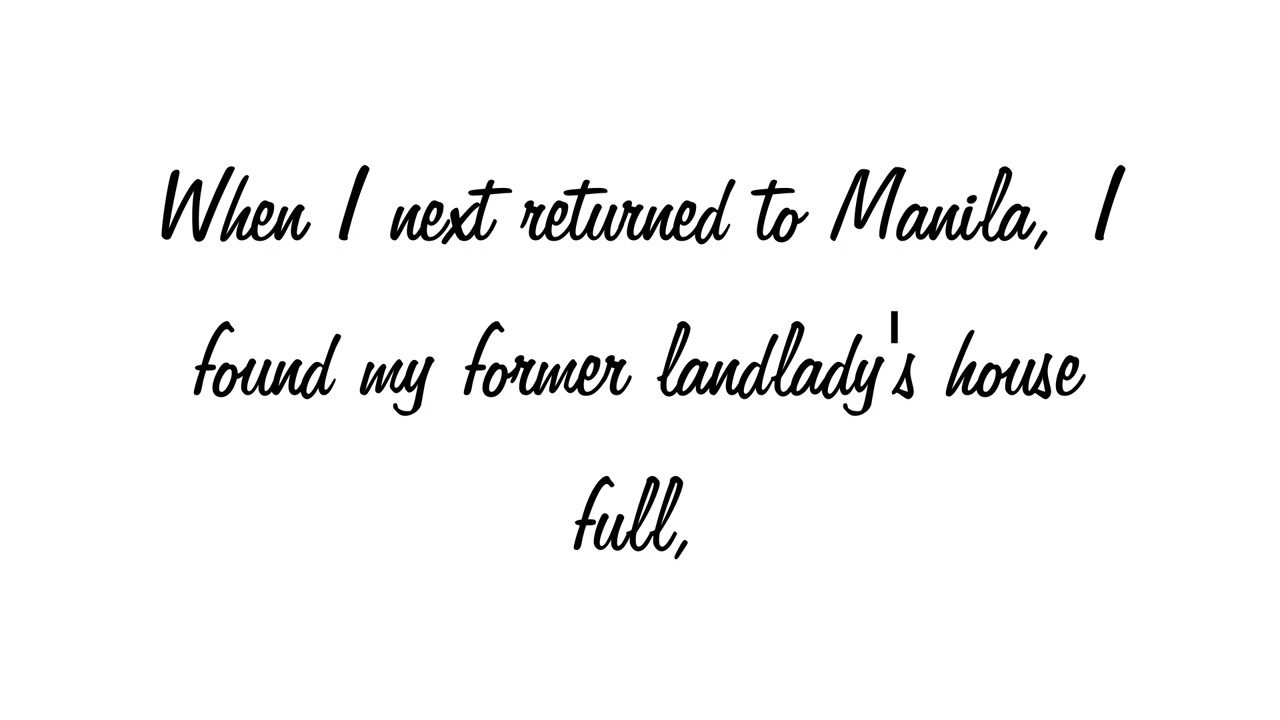 When I next returned to Manila, I
found my former landlady's house
full,